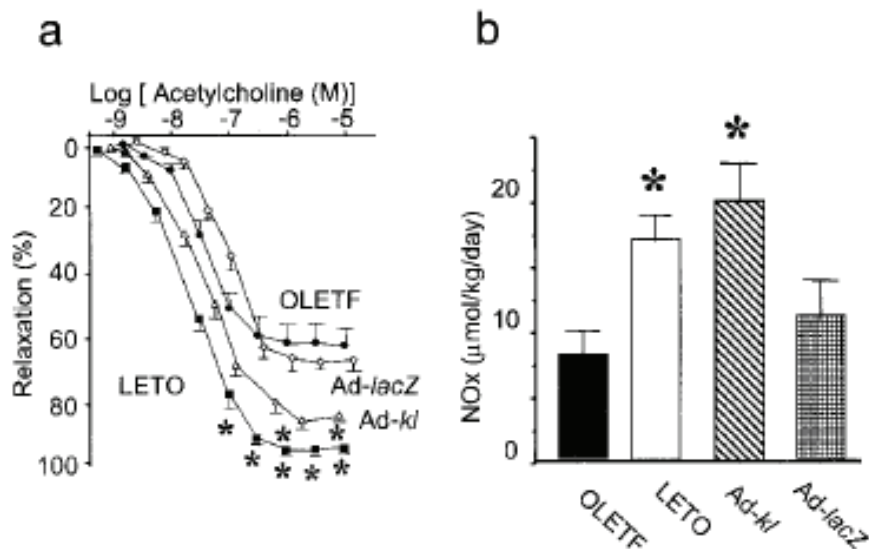 a
Log [ Acetylcholine (M)]
-9 -8 -7 -6 -5
0
20
40
60
80
100
Relaxation (%)
OLETF
LETO
Ad-lacZ
Ad-kl
* * * * * *
b
* *
20
10
0
NOx (µmol/kg/day)
OLETF
LETO
Ad-kl
Ad-lacZ